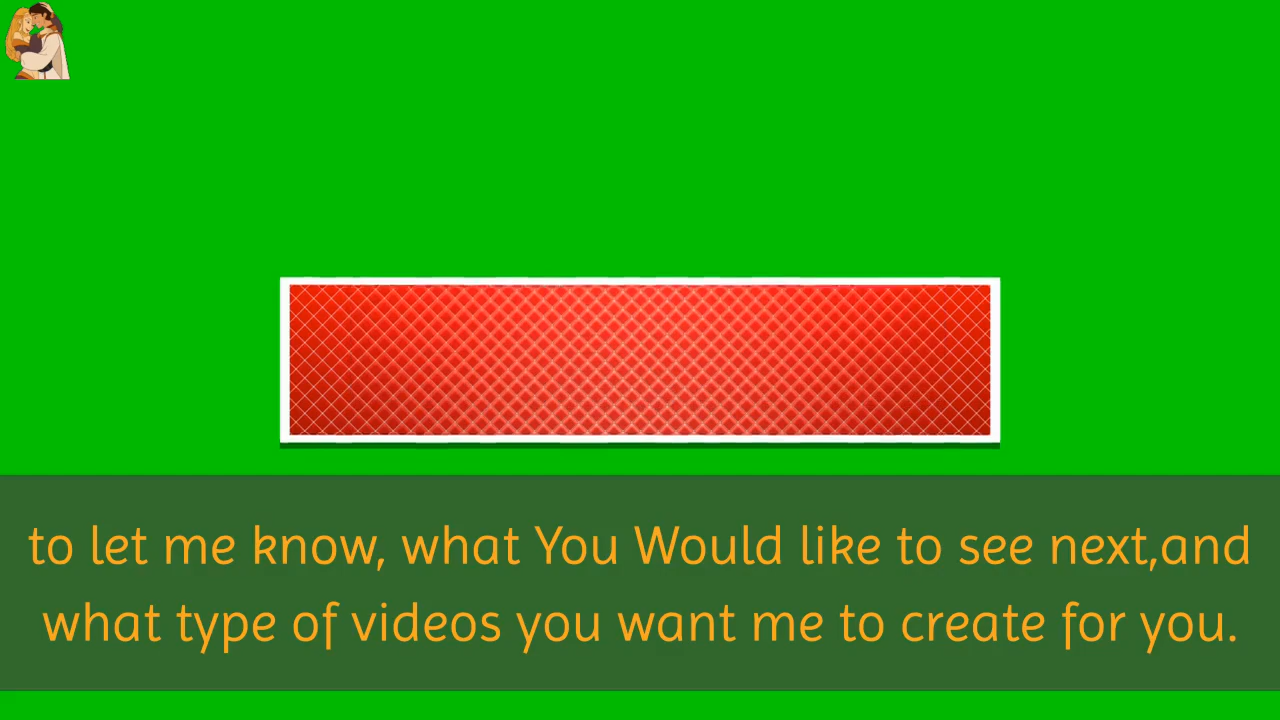 to let me know, what You Would like to see next,and
what type of videos you want me to create for you.